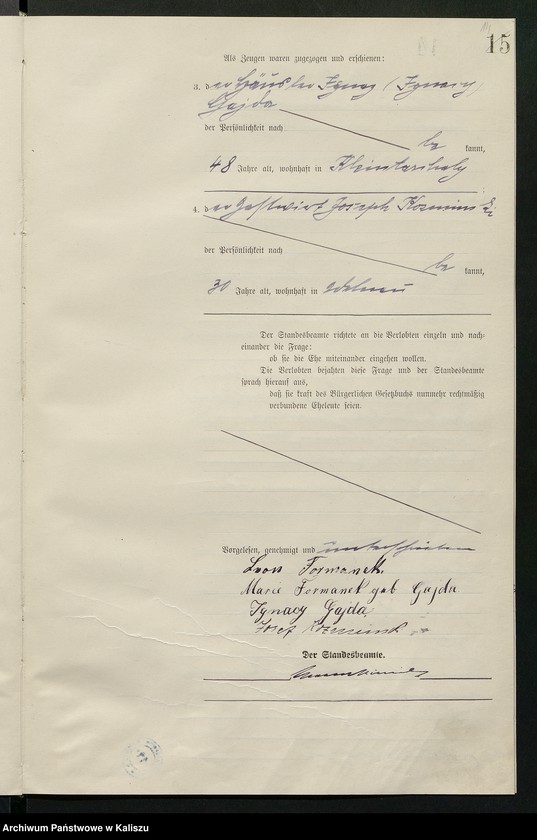 15
Als Zeugen waren zugezogen und erschienen:
3. der Häusler Ignaz (Ignacy)
Gajda
der Persönlichkeit nach
be kannt,
48 Jahre alt, wohnhaft in
4. der Gastwirt Joseph
der Persönlichkeit nach
be kannt,
30 Jahre alt, wohnhaft in
Der Standesbeamte richtete an die Verlobten einzeln und nach-
einander die Frage:
ob sie die Ehe miteinander eingehen wollen.
Die Verlobten bejahten diese Frage und der Standesbeamte
sprach hierauf aus,
daß sie kraft des Bürgerlichen Gesetzbuchs nunmehr rechtmäßig
verbundene Eheleute seien.
Vorgelesen, genehmigt und unterschrieben
Formanek
Marie Formanek geb Gajda
Ignacy Gajda
Josef
Der Standesbeamte.
Archiwum Państwowe w Kaliszu